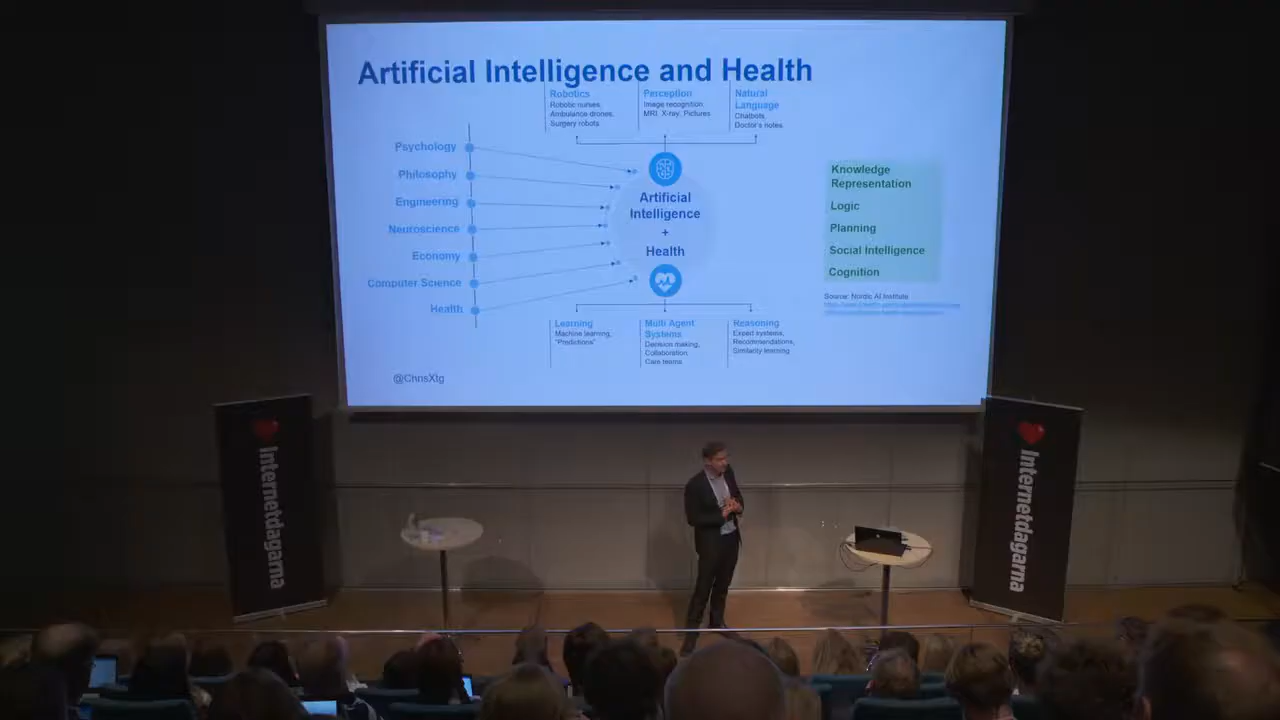 Artificial Intelligence and Health
Robotics
Robotic nurses,
Ambulance drones,
Surgery robots
Perception
Image recognition
MRI, X-ray, Pictures
Natural
Language
Chatbots,
Doctor's notes
Psychology
Philosophy
Engineering
Neuroscience
Economy
Computer Science
Health
Artificial
Intelligence
+
Health
Knowledge
Representation
Logic
Planning
Social Intelligence
Cognition
Source: Nordic AI Institute
Learning
Machine learning,
"Predictions"
Multi Agent
Systems
Decision making,
Collaboration,
Care teams
Reasoning
Expert systems,
Recommendations,
Similarity learning
@ChrisXtg
Internetdagarna
Internetdagarna